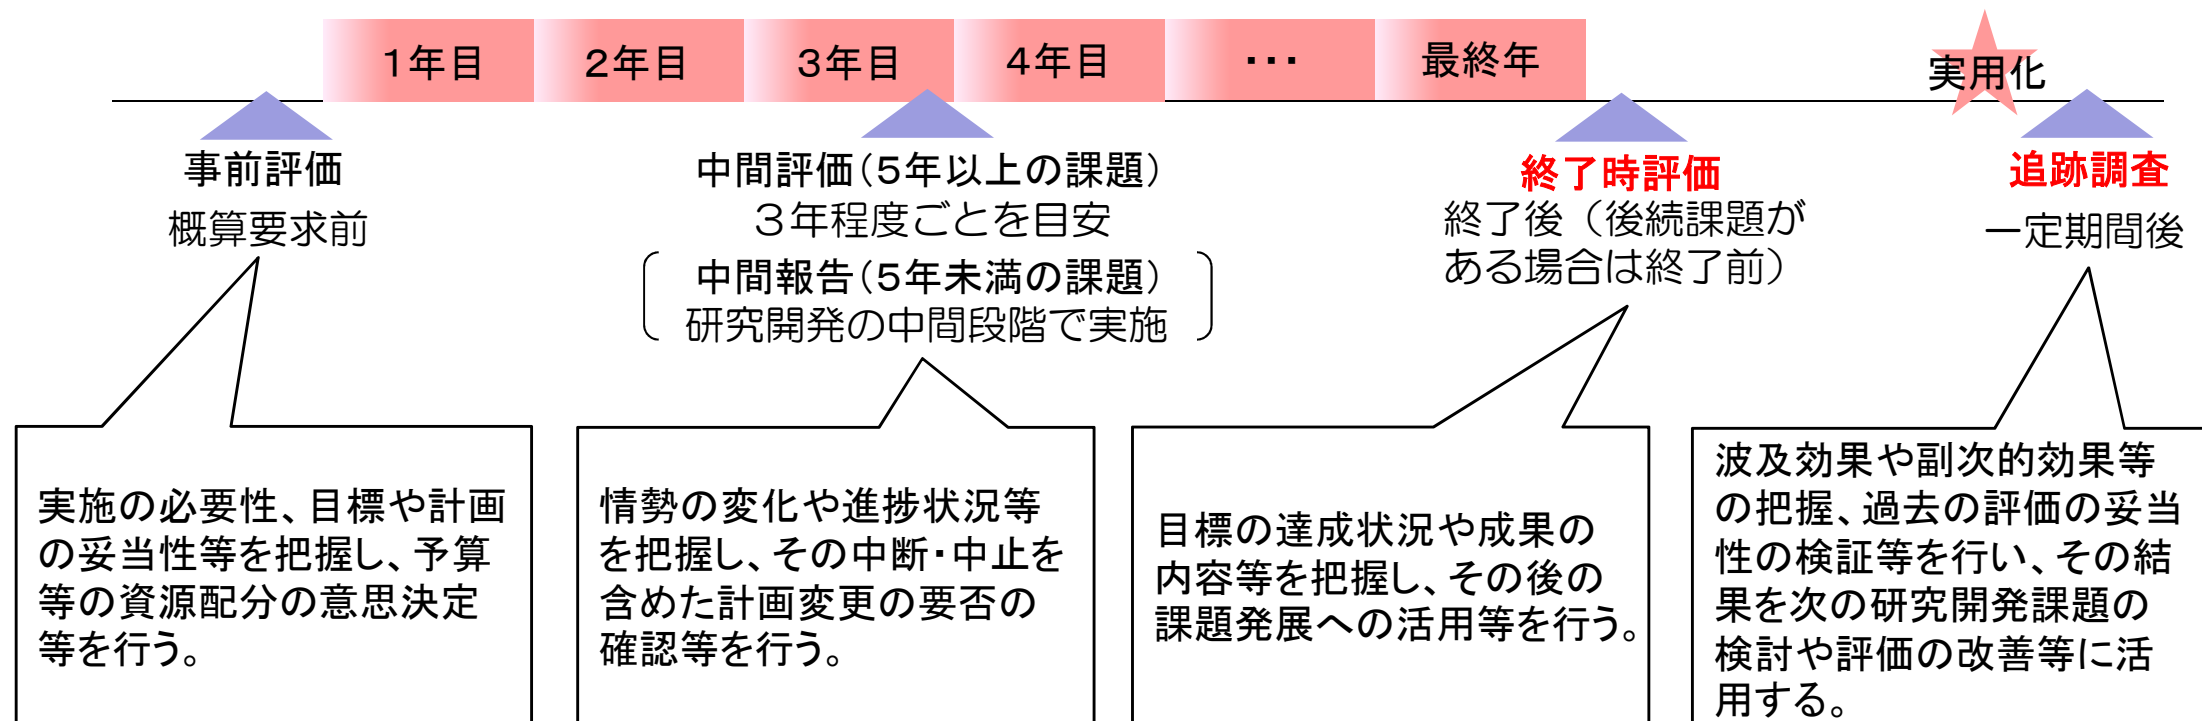 1年目
2年目
3年目
4年目
・・・
最終年
実用化
事前評価
概算要求前
中間評価(5年以上の課題)
３年程度ごとを目安
中間報告(5年未満の課題)
研究開発の中間段階で実施
終了時評価
終了後（後続課題が
ある場合は終了前）
追跡調査
一定期間後
実施の必要性、目標や計画
の妥当性等を把握し、予算
等の資源配分の意思決定
等を行う。
情勢の変化や進捗状況等
を把握し、その中断・中止を
含めた計画変更の要否の
確認等を行う。
目標の達成状況や成果の
内容等を把握し、その後の
課題発展への活用等を行う。
波及効果や副次的効果等
の把握、過去の評価の妥当
性の検証等を行い、その結
果を次の研究開発課題の
検討や評価の改善等に活
用する。